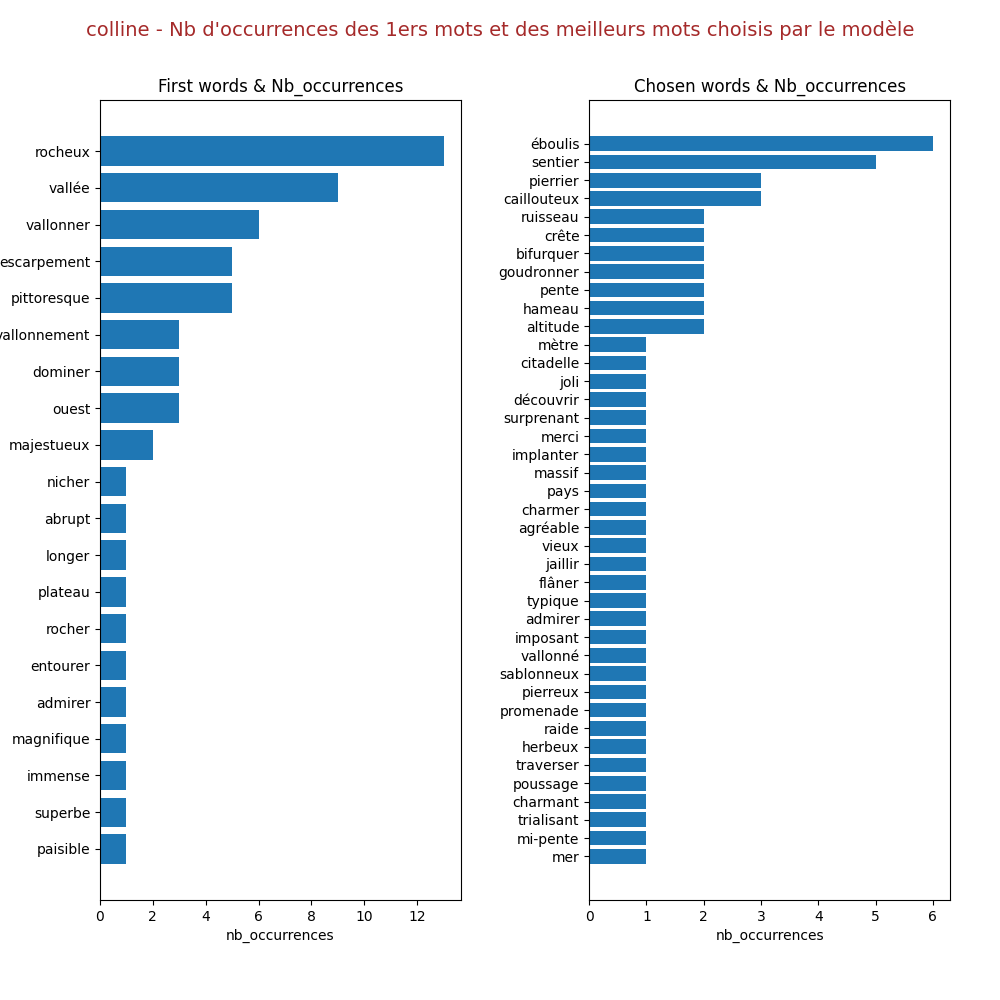 colline - Nb d'occurrences des 1ers mots et des meilleurs mots choisis par le modèle
First words & Nb_occurrences
rocheux
vallée
vallonner
escarpement
pittoresque
vallonnement
dominer
ouest
majestueux
nicher
abrupt
longer
plateau
rocher
entourer
admirer
magnifique
immense
superbe
paisible
0 2 4 6 8 10 12
nb_occurrences
Chosen words & Nb_occurrences
éboulis
sentier
pierrier
caillouteux
ruisseau
crête
bifurquer
goudronner
pente
hameau
altitude
mètre
citadelle
joli
découvrir
surprenant
merci
implanter
massif
pays
charmer
agréable
vieux
jaillir
flâner
typique
admirer
imposant
vallonné
sablonneux
pierreux
promenade
raide
herbeux
traverser
poussage
charmant
trialisant
mi-pente
mer
0 1 2 3 4 5 6
nb_occurrences